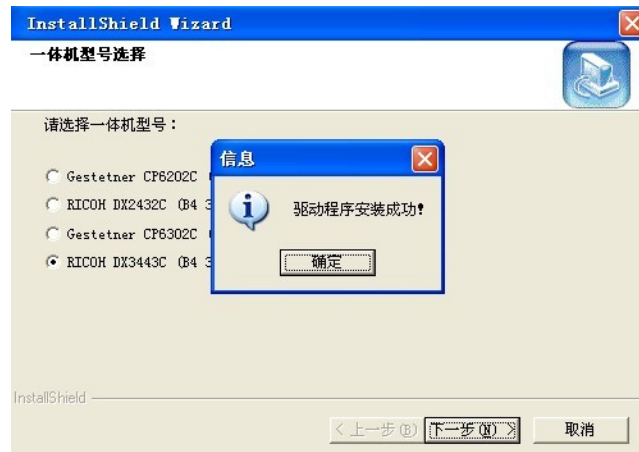 InstallShield Wizard
一体机型号选择
请选择一体机型号：
Gestetner CP6202C
RICOH DX2432C (B4 3
Gestetner CP6302C
RICOH DX3443C (B4 3
信息
驱动程序安装成功!
确定
InstallShield
< 上一步(B)
下一步(N) >
取消